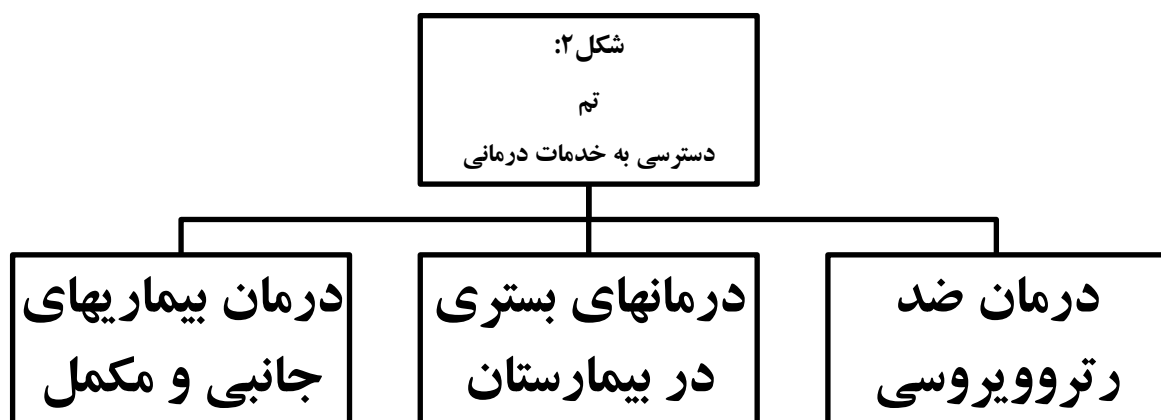 شکل۲:
تم
دسترسی به خدمات درمانی
درمان ضد
رتروویروسی
درمانهای بستری
در بیمارستان
درمان بیماریهای
جانبی و مکمل